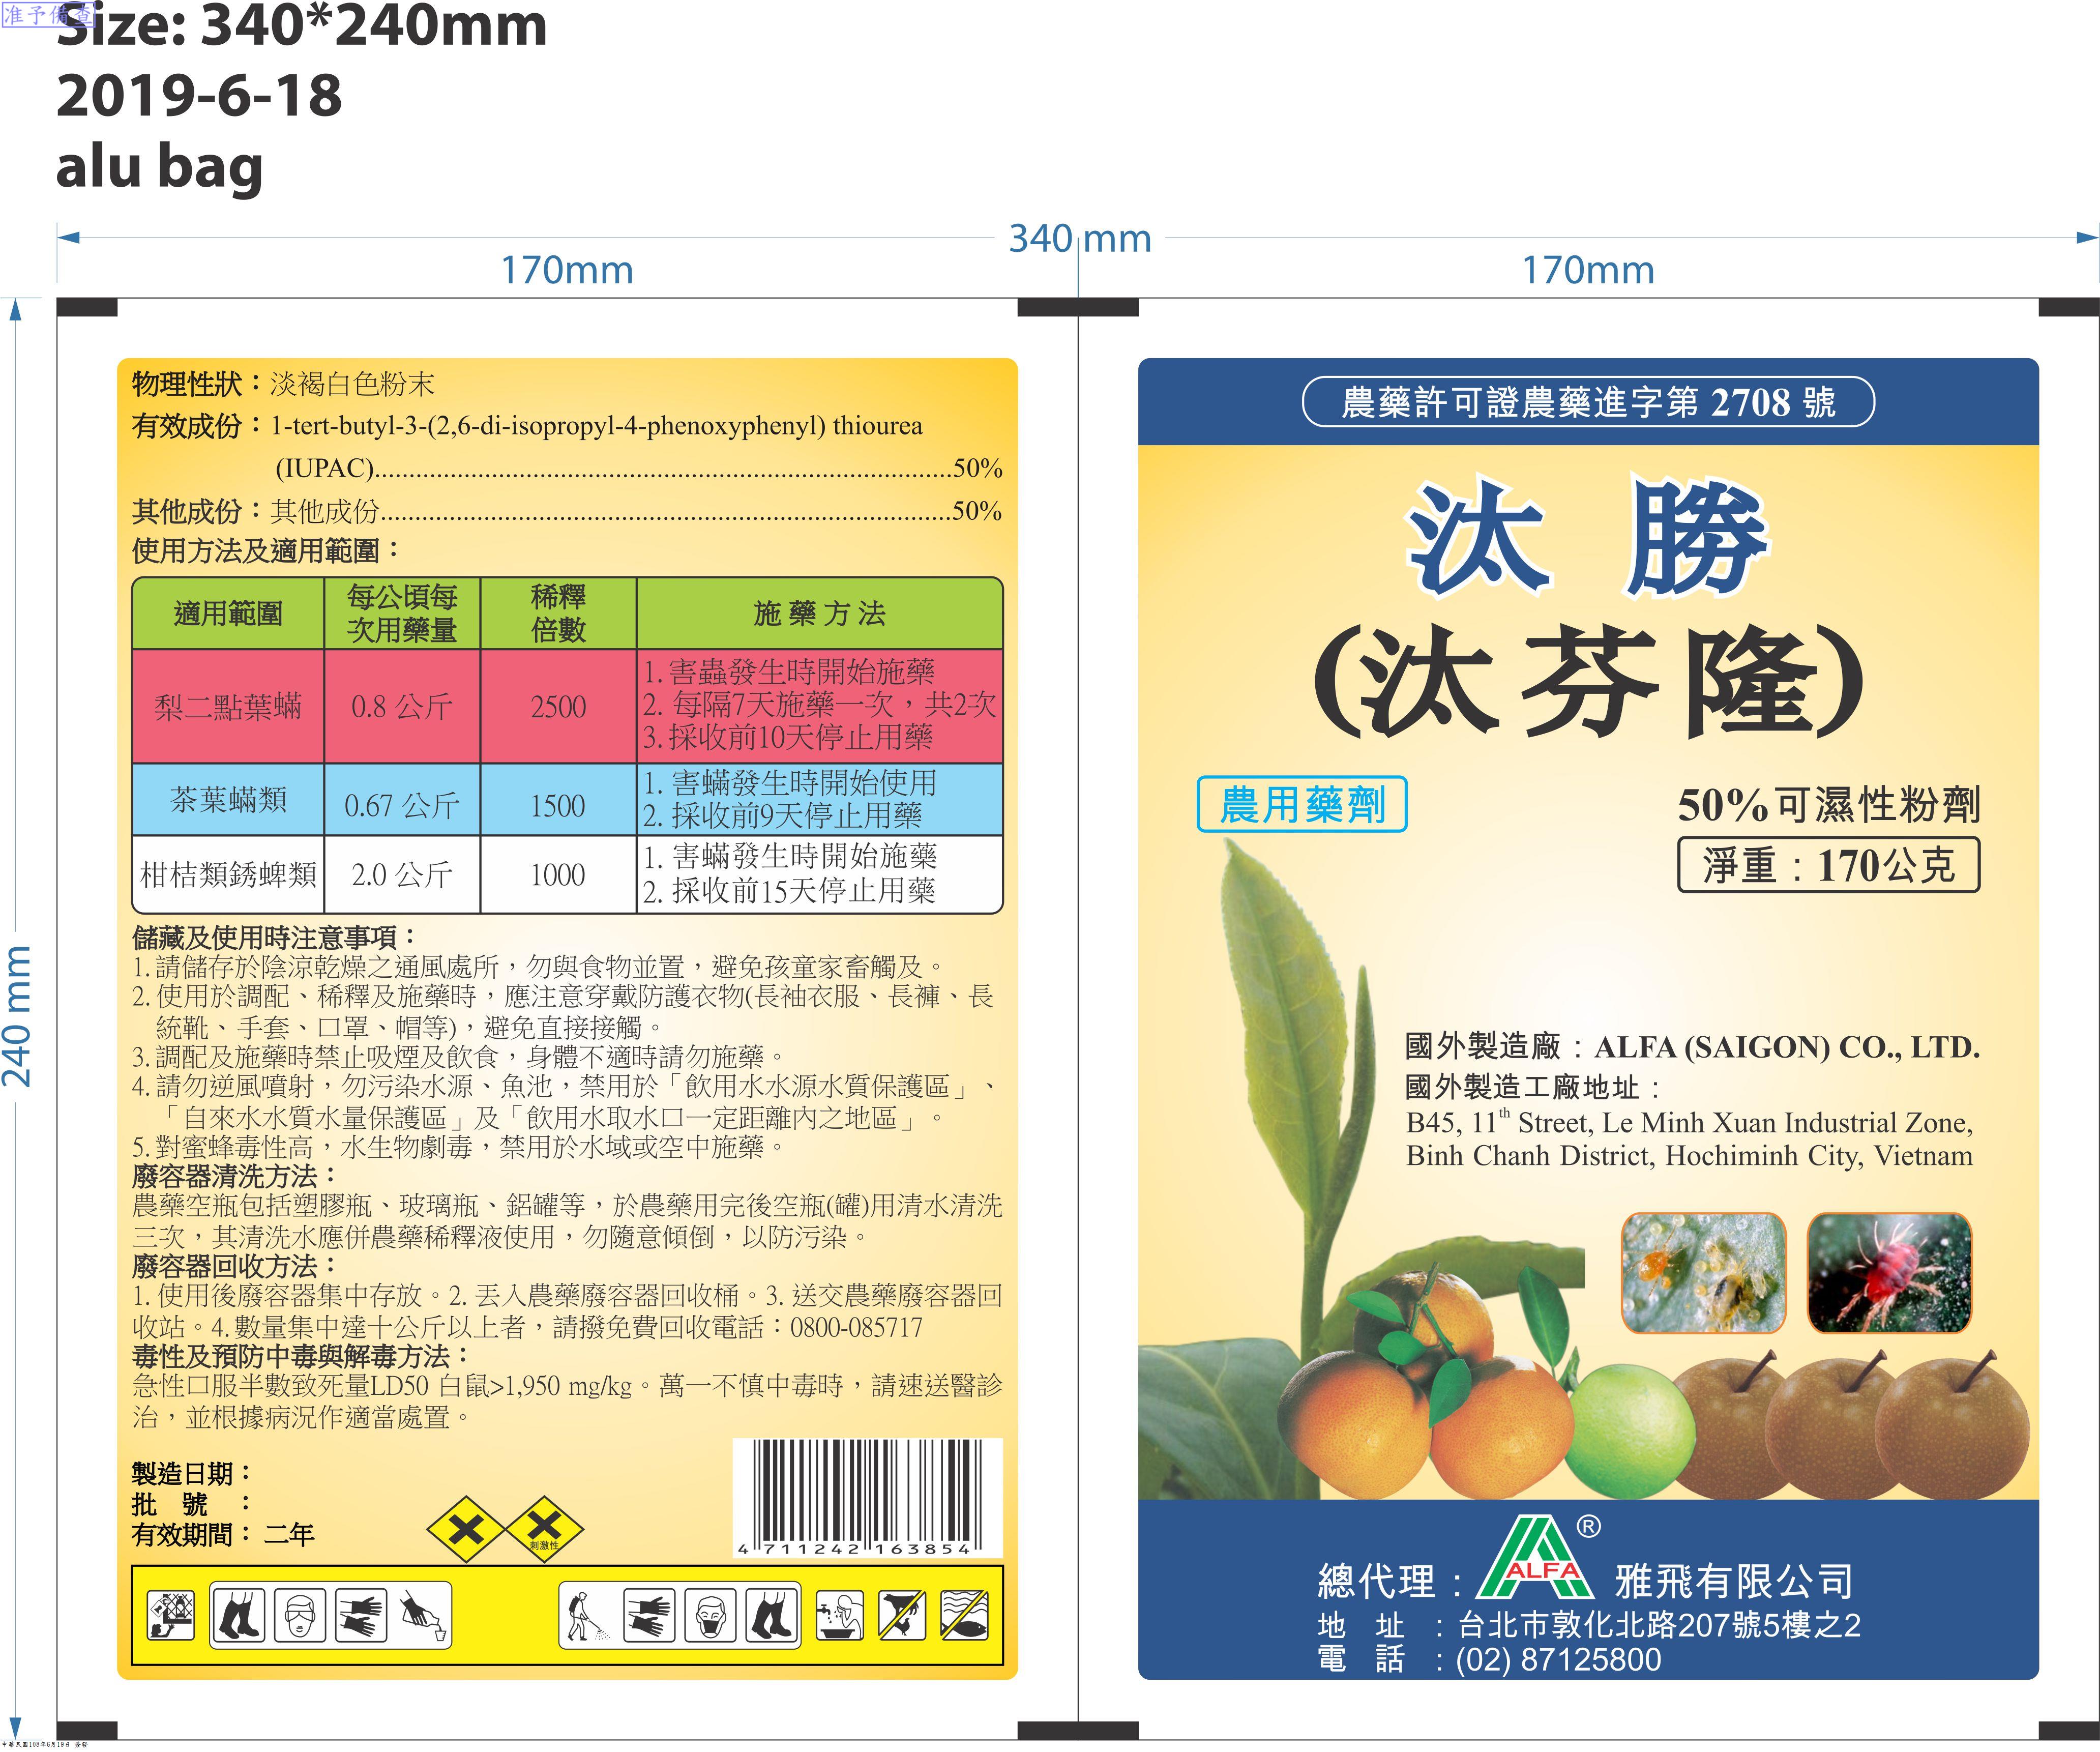 准予備查
Size: 340*240mm
2019-6-18
alu bag
340 mm
170mm
170mm
240 mm
物理性狀：淡褐白色粉末
有效成份：1-tert-butyl-3-(2,6-di-isopropyl-4-phenoxyphenyl) thiourea
(IUPAC)....................................................................................50%
其他成份：其他成份...................................................................................50%
使用方法及適用範圍：
適用範圍 每公頃每次用藥量 稀釋倍數 施藥方法
梨二點葉蟎 0.8 公斤 2500
1. 害蟲發生時開始施藥
2. 每隔7天施藥一次，共2次
3. 採收前10天停止用藥
茶葉蟎類 0.67 公斤 1500
1. 害蟎發生時開始使用
2. 採收前9天停止用藥
柑桔類銹蜱類 2.0 公斤 1000
1. 害蟎發生時開始施藥
2. 採收前15天停止用藥
儲藏及使用時注意事項：
1. 請儲存於陰涼乾燥之通風處所，勿與食物並置，避免孩童家畜觸及。
2. 使用於調配、稀釋及施藥時，應注意穿戴防護衣物(長袖衣服、長褲、長
統靴、手套、口罩、帽等)，避免直接接觸。
3. 調配及施藥時禁止吸煙及飲食，身體不適時請勿施藥。
4. 請勿逆風噴射，勿污染水源、魚池，禁用於「飲用水水源水質保護區」、
「自來水水質水量保護區」及「飲用水取水口一定距離內之地區」。
5. 對蜜蜂毒性高，水生物劇毒，禁用於水域或空中施藥。
廢容器清洗方法：
農藥空瓶包括塑膠瓶、玻璃瓶、鋁罐等，於農藥用完後空瓶(罐)用清水清洗
三次，其清洗水應併農藥稀釋液使用，勿隨意傾倒，以防污染。
廢容器回收方法：
1. 使用後廢容器集中存放。2. 丟入農藥廢容器回收桶。3. 送交農藥廢容器回
收站。4. 數量集中達十公斤以上者，請撥免費回收電話：0800-085717
毒性及預防中毒與解毒方法：
急性口服半數致死量LD50 白鼠>1,950 mg/kg。萬一不慎中毒時，請速送醫診
治，並根據病況作適當處置。
製造日期：
批 號 ：
有效期間： 二年
刺激性
4 711242 163854
農藥許可證農藥進字第 2708 號
汰勝
(汰芬隆)
農用藥劑
50%可濕性粉劑
淨重：170公克
國外製造廠：ALFA (SAIGON) CO., LTD.
國外製造工廠地址：
B45, 11th Street, Le Minh Xuan Industrial Zone,
Binh Chanh District, Hochiminh City, Vietnam
總代理： ALFA ® 雅飛有限公司
地 址 ：台北市敦化北路207號5樓之2
電 話 ：(02) 87125800
中華民國108年6月19日 簽發